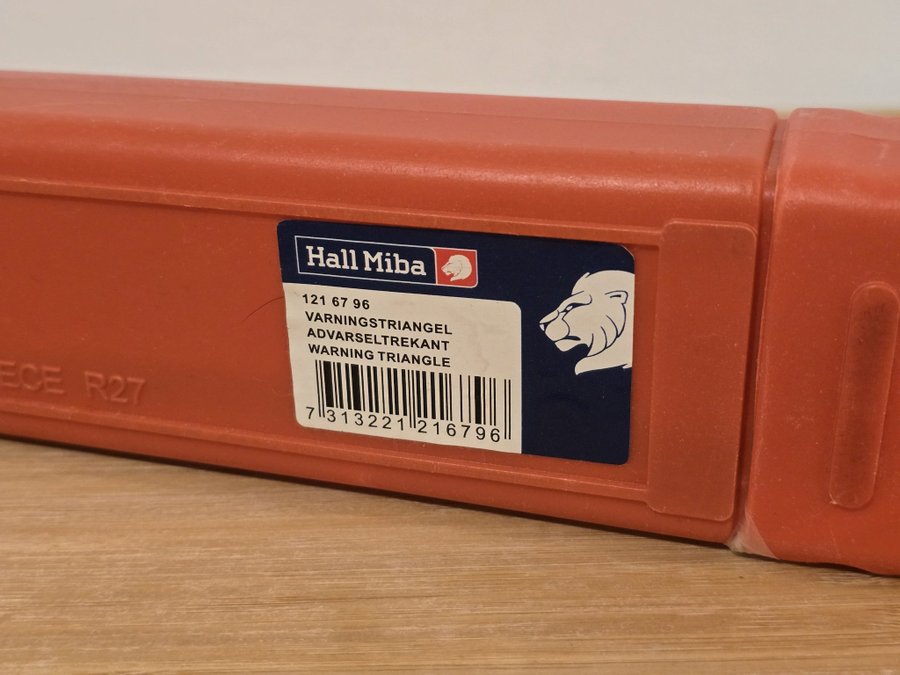 Hall Miba
121 67 96
VARNINGSTRIANGEL
ADVARSELTREKANT
WARNING TRIANGLE
7 313221 216796
ECE R27